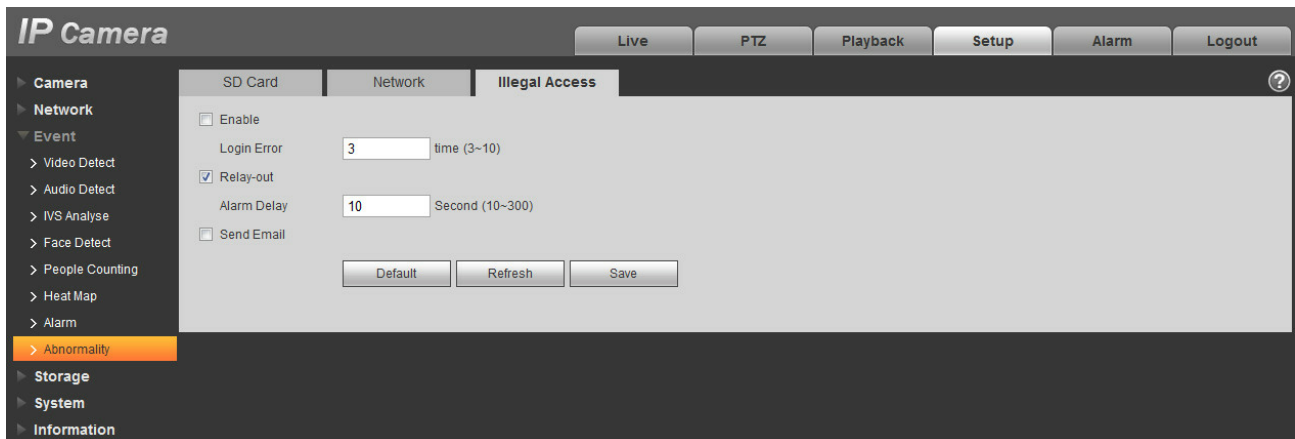 IP Camera
Live PTZ Playback Setup Alarm Logout
Camera
Network
Event
Video Detect
Audio Detect
IVS Analyse
Face Detect
People Counting
Heat Map
Alarm
Abnormality
Storage
System
Information
SD Card Network Illegal Access ?
Enable
Login Error 3 time (3~10)
Relay-out
Alarm Delay 10 Second (10~300)
Send Email
Default Refresh Save